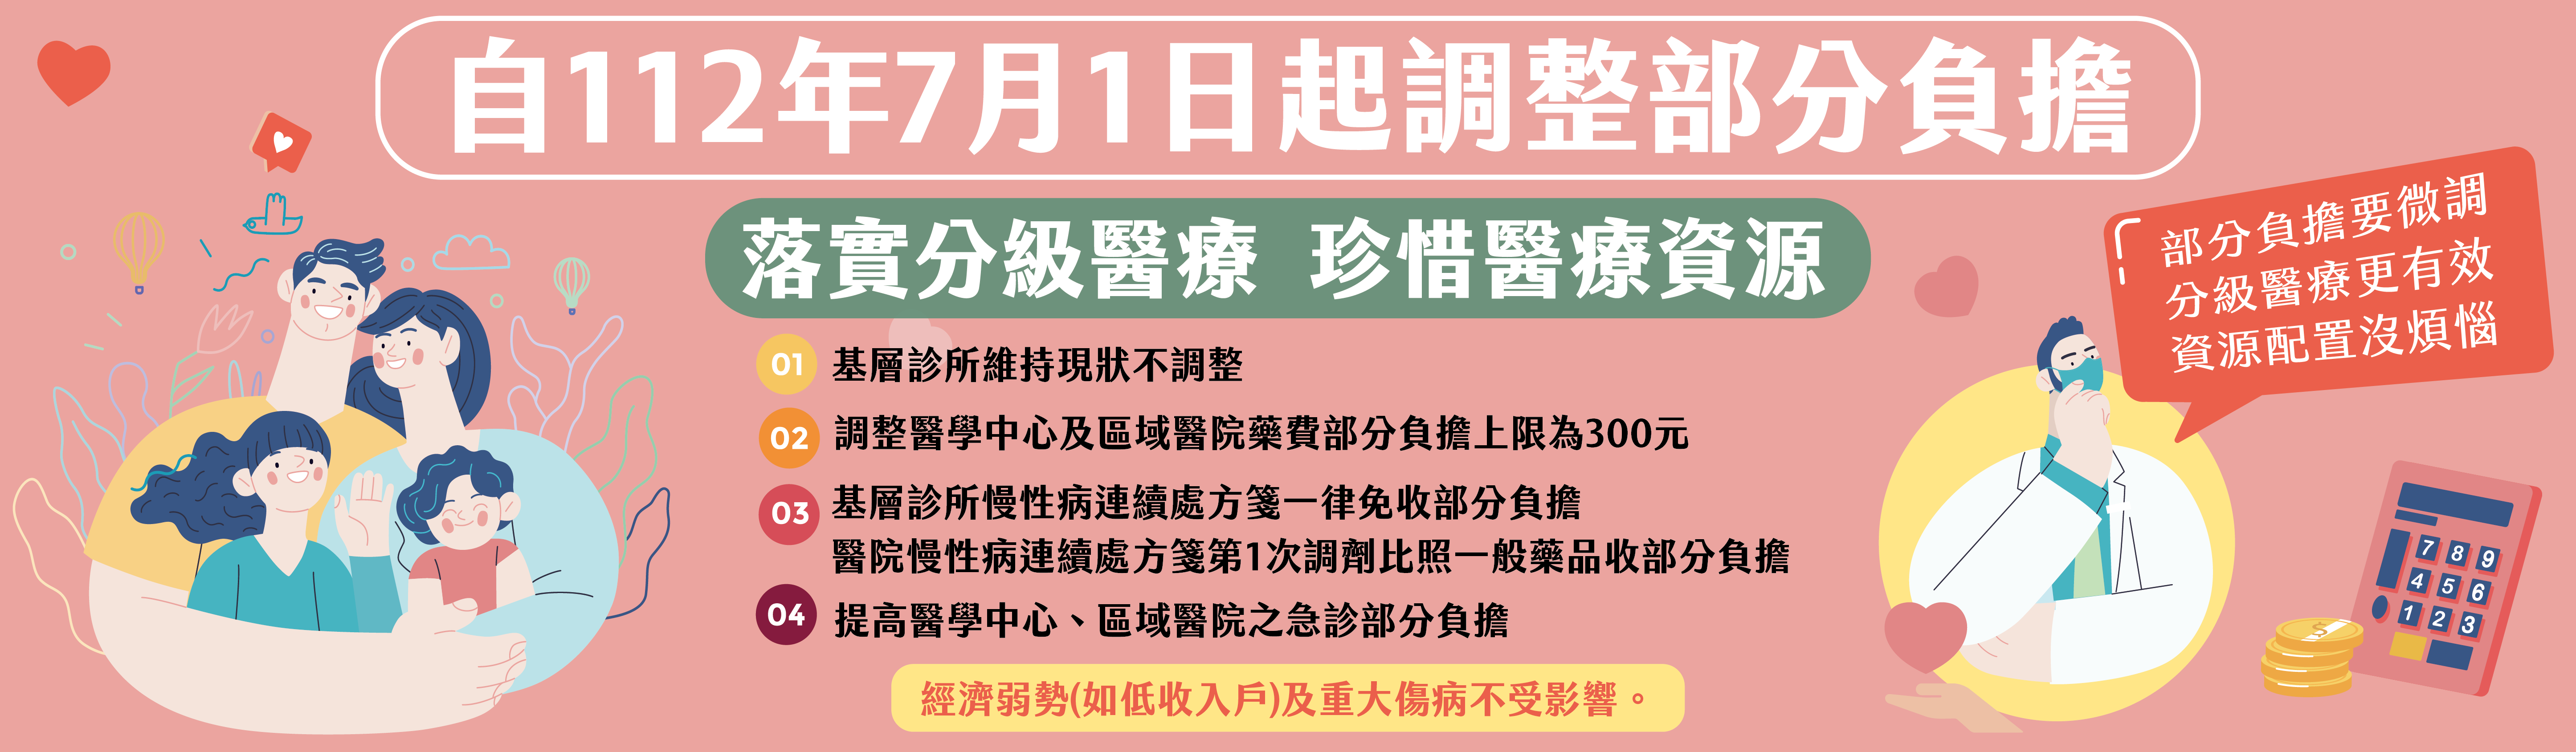 自112年7月1日起調整部分負擔
落實分級醫療 珍惜醫療資源
01 基層診所維持現狀不調整
02 調整醫學中心及區域醫院藥費部分負擔上限為300元
03 基層診所慢性病連續處方箋一律免收部分負擔
醫院慢性病連續處方箋第1次調劑比照一般藥品收部分負擔
04 提高醫學中心、區域醫院之急診部分負擔
經濟弱勢(如低收入戶)及重大傷病不受影響。
部分負擔要微調
分級醫療更有效
資源配置沒煩惱
7 8 9
4 5 6
1 2 3
$